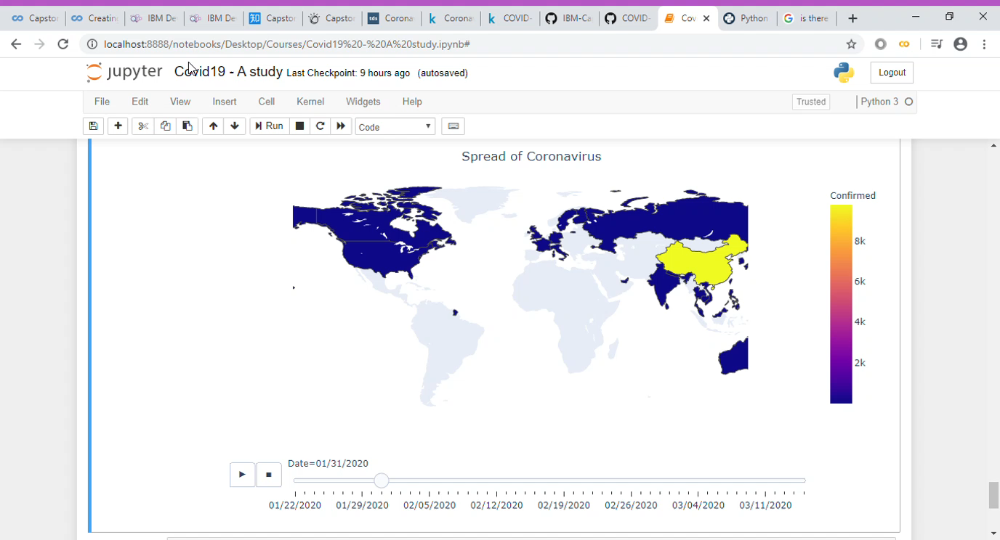 Capstor Creatin IBM De IBM De Capstor Capstor Corona Corona COVID- IBM-Ca COVID- Cov Python is there
localhost:8888/notebooks/Desktop/Courses/Covid19%20-%20A%20study.ipynb#
jupyter Covid19 - A study Last Checkpoint: 9 hours ago (autosaved) Logout
File Edit View Insert Cell Kernel Widgets Help Trusted Python 3
Run Code
Spread of Coronavirus
Confirmed
8k
6k
4k
2k
Date=01/31/2020
01/22/2020 01/29/2020 02/05/2020 02/12/2020 02/19/2020 02/26/2020 03/04/2020 03/11/2020